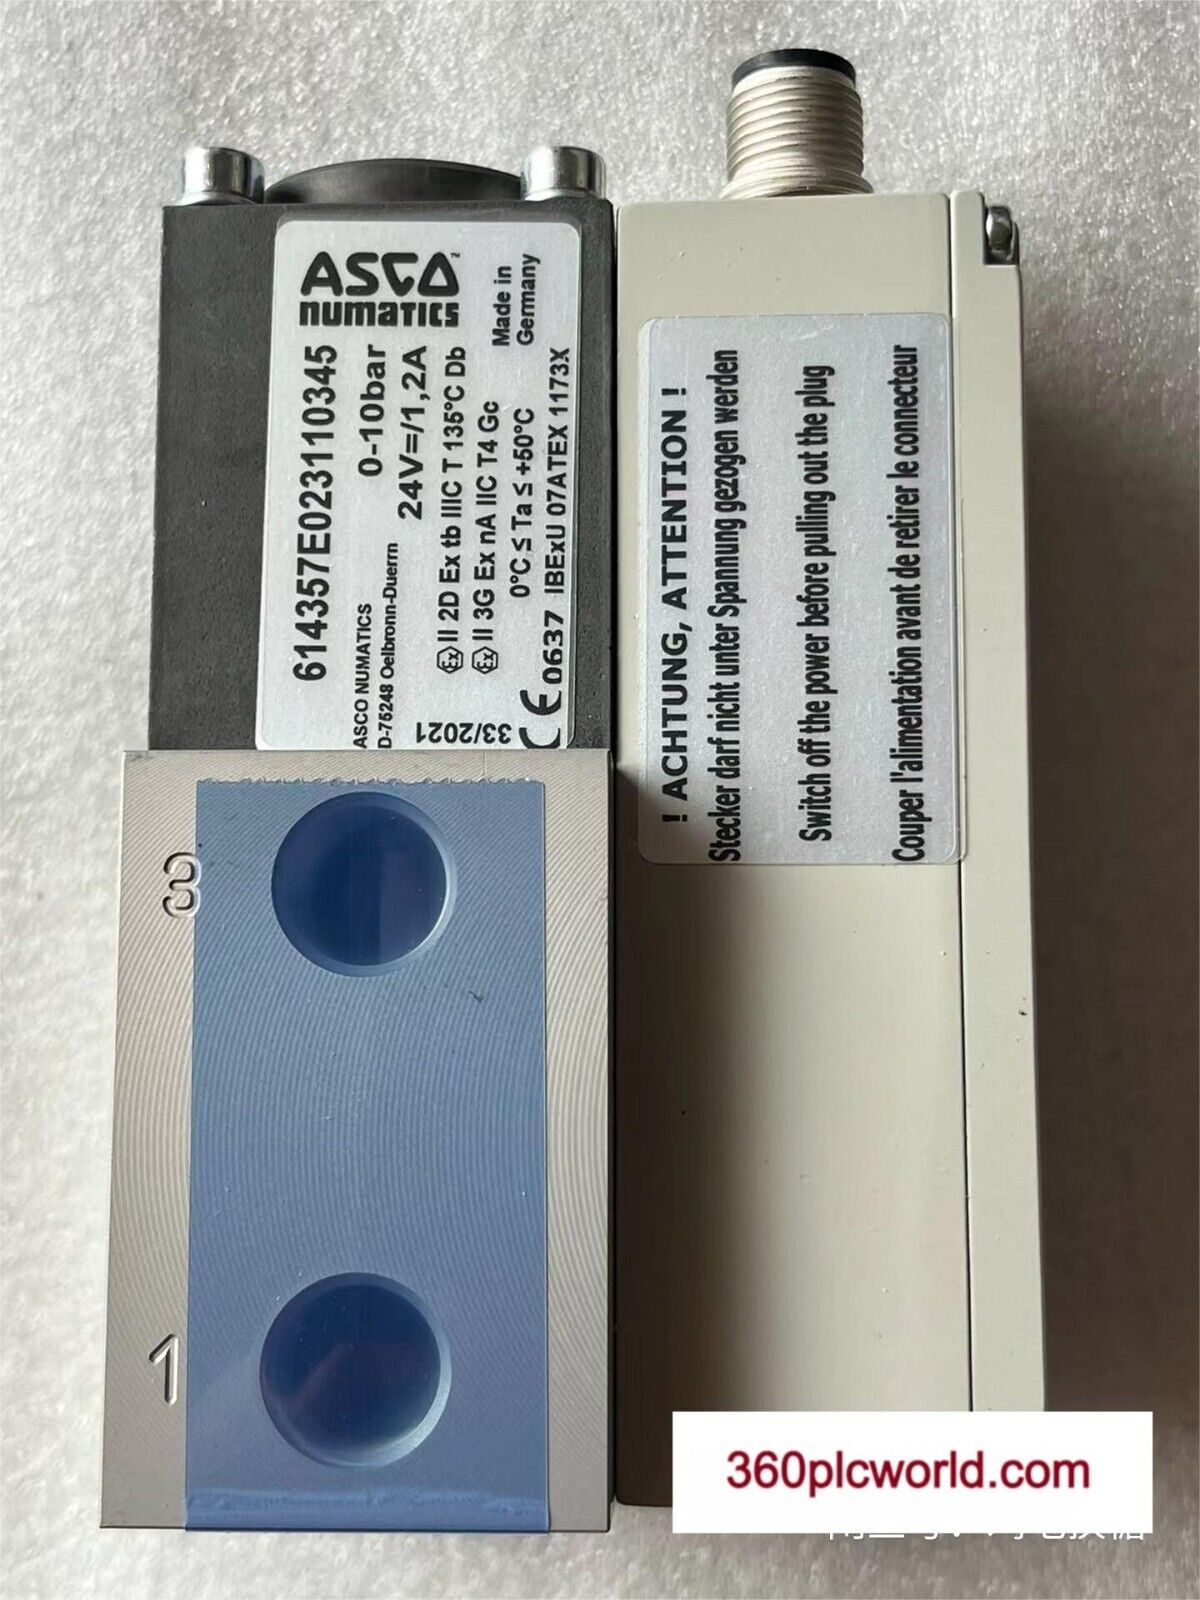 ASCO™
numatics
614357E023110345
0-10bar
24V=/1,2A
ASCO NUMATICS
D-75248 Oelbronn-Duerrn
Made in
Germany
33/2021
Ex II 2D Ex tb IIIC T 135°C Db
Ex II 3G Ex nA IIC T4 Gc
0°C ≤ Ta ≤ +50°C
CE 0637 IBExU 07ATEX 1173X
! ACHTUNG, ATTENTION !
Stecker darf nicht unter Spannung gezogen werden
Switch off the power before pulling out the plug
Couper l'alimentation avant de retirer le connecteur
3
1
360plcworld.com